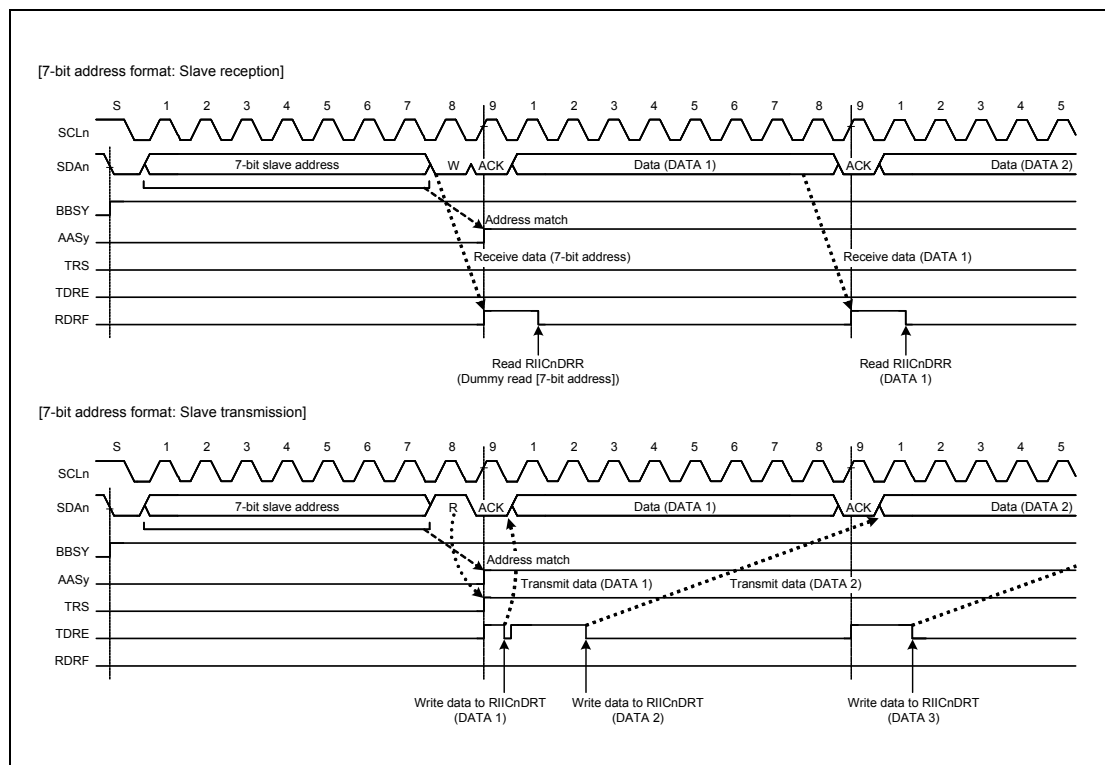 [7-bit address format: Slave reception]
S 1 2 3 4 5 6 7 8 9 1 2 3 4 5 6 7 8 9 1 2 3 4 5
SCLn
SDAn 7-bit slave address W ACK Data (DATA 1) ACK Data (DATA 2)
BBSY
Address match
AASy
Receive data (7-bit address) Receive data (DATA 1)
TRS
TDRE
RDRF
Read RIICnDRR Read RIICnDRR
(Dummy read [7-bit address]) (DATA 1)
[7-bit address format: Slave transmission]
S 1 2 3 4 5 6 7 8 9 1 2 3 4 5 6 7 8 9 1 2 3 4 5
SCLn
SDAn 7-bit slave address R ACK Data (DATA 1) ACK Data (DATA 2)
BBSY
Address match
AASy
Transmit data (DATA 1) Transmit data (DATA 2)
TRS
TDRE
RDRF
Write data to RIICnDRT Write data to RIICnDRT Write data to RIICnDRT
(DATA 1) (DATA 2) (DATA 3)